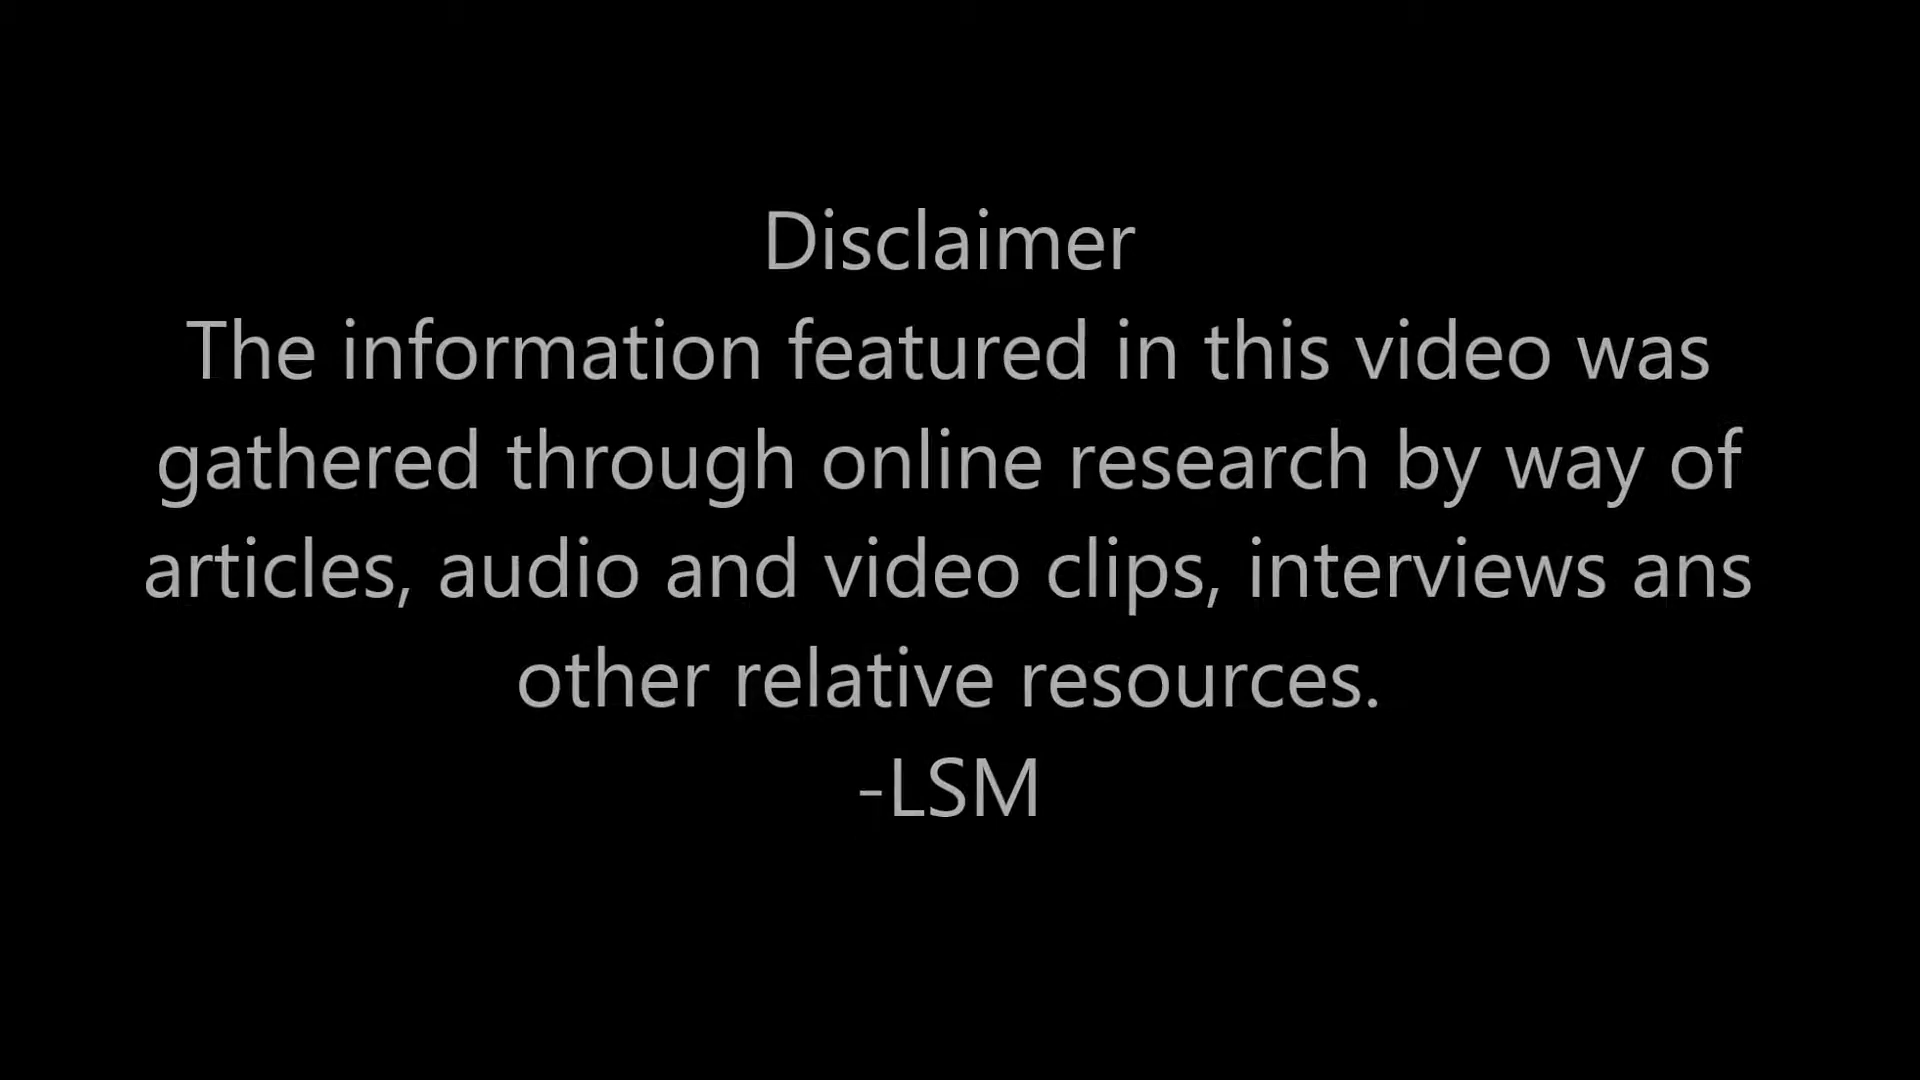 Disclaimer
The information featured in this video was
gathered through online research by way of
articles, audio and video clips, interviews ans
other relative resources.
-LSM